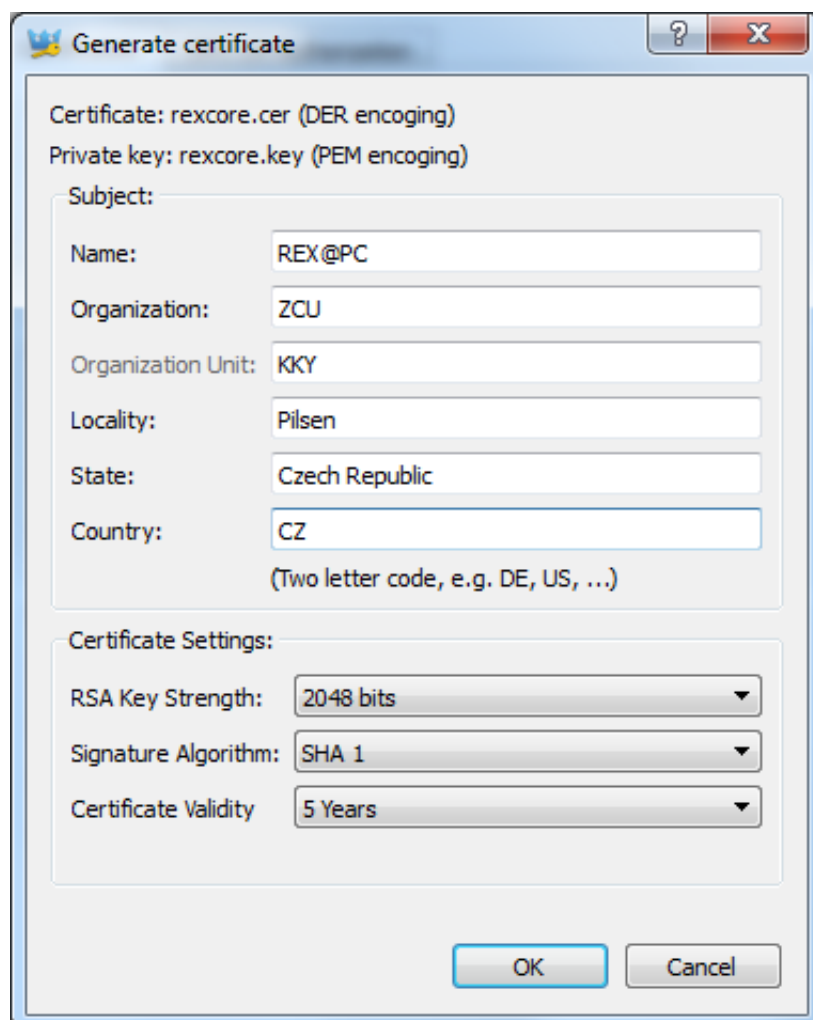 Generate certificate
Certificate: rexcore.cer (DER encoging)
Private key: rexcore.key (PEM encoging)
Subject:
Name: REX@PC
Organization: ZCU
Organization Unit: KKY
Locality: Pilsen
State: Czech Republic
Country: CZ
(Two letter code, e.g. DE, US, ...)
Certificate Settings:
RSA Key Strength: 2048 bits
Signature Algorithm: SHA 1
Certificate Validity 5 Years
OK Cancel